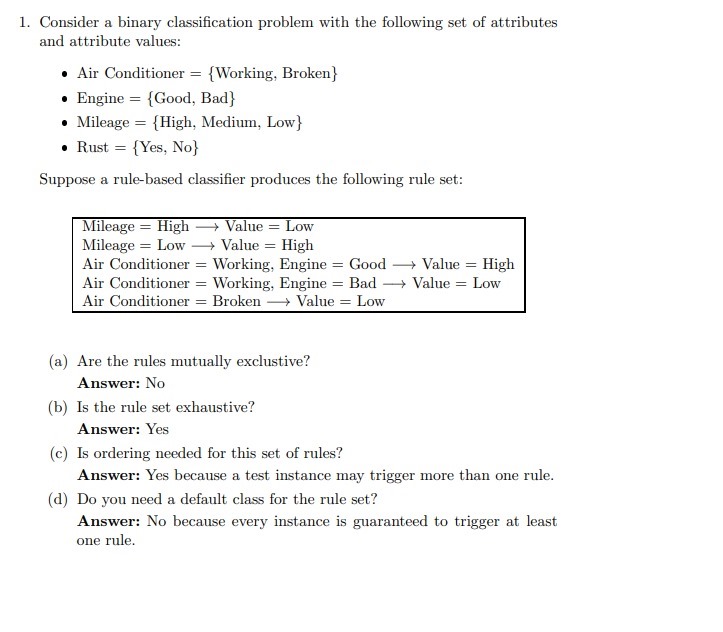 1. Consider a binary classification problem with the following set of attributes
and attribute values:
• Air Conditioner = {Working, Broken}
• Engine = {Good, Bad}
• Mileage = {High, Medium, Low}
• Rust = {Yes, No}
Suppose a rule-based classifier produces the following rule set:
Mileage = High ⟶ Value = Low
Mileage = Low ⟶ Value = High
Air Conditioner = Working, Engine = Good ⟶ Value = High
Air Conditioner = Working, Engine = Bad ⟶ Value = Low
Air Conditioner = Broken ⟶ Value = Low
(a) Are the rules mutually exclustive?
Answer: No
(b) Is the rule set exhaustive?
Answer: Yes
(c) Is ordering needed for this set of rules?
Answer: Yes because a test instance may trigger more than one rule.
(d) Do you need a default class for the rule set?
Answer: No because every instance is guaranteed to trigger at least
one rule.